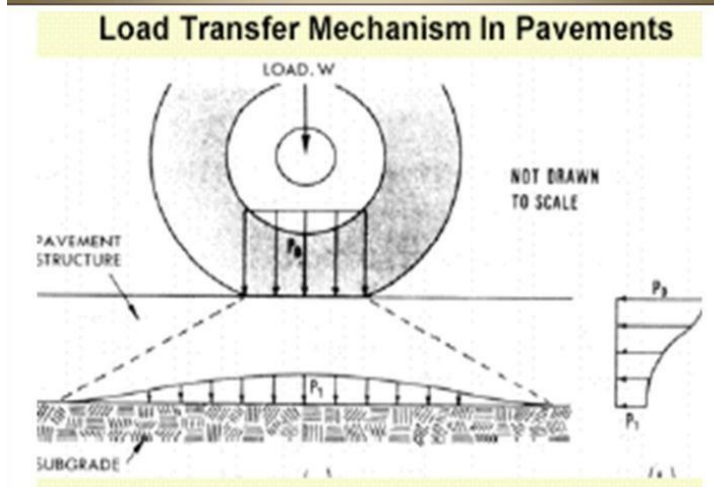 Load Transfer Mechanism In Pavements
LOAD, W
NOT DRAWN
TO SCALE
PAVEMENT
STRUCTURE
P₀
P₀
P₁
P₁
SUBGRADE